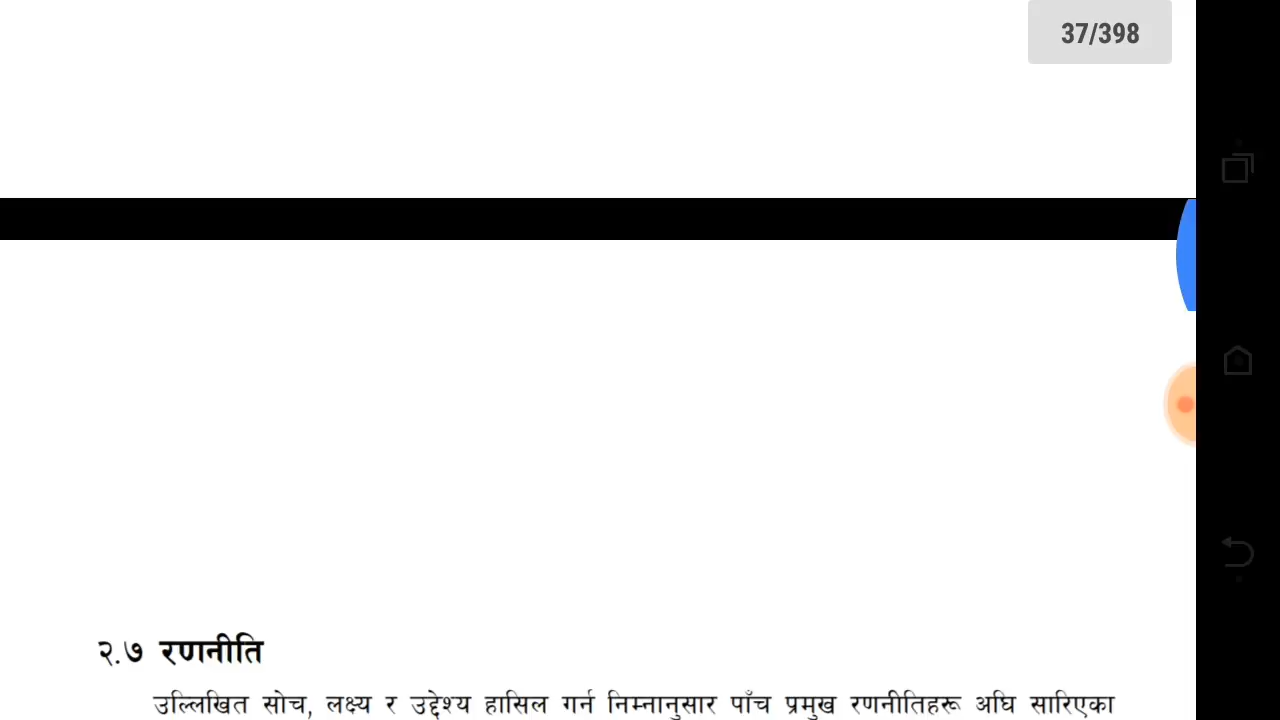 37/398
२.७ रणनीति
उल्लिखित सोच, लक्ष्य र उद्देश्य हासिल गर्न निम्नानुसार पाँच प्रमुख रणनीतिहरू अघि सारिएका